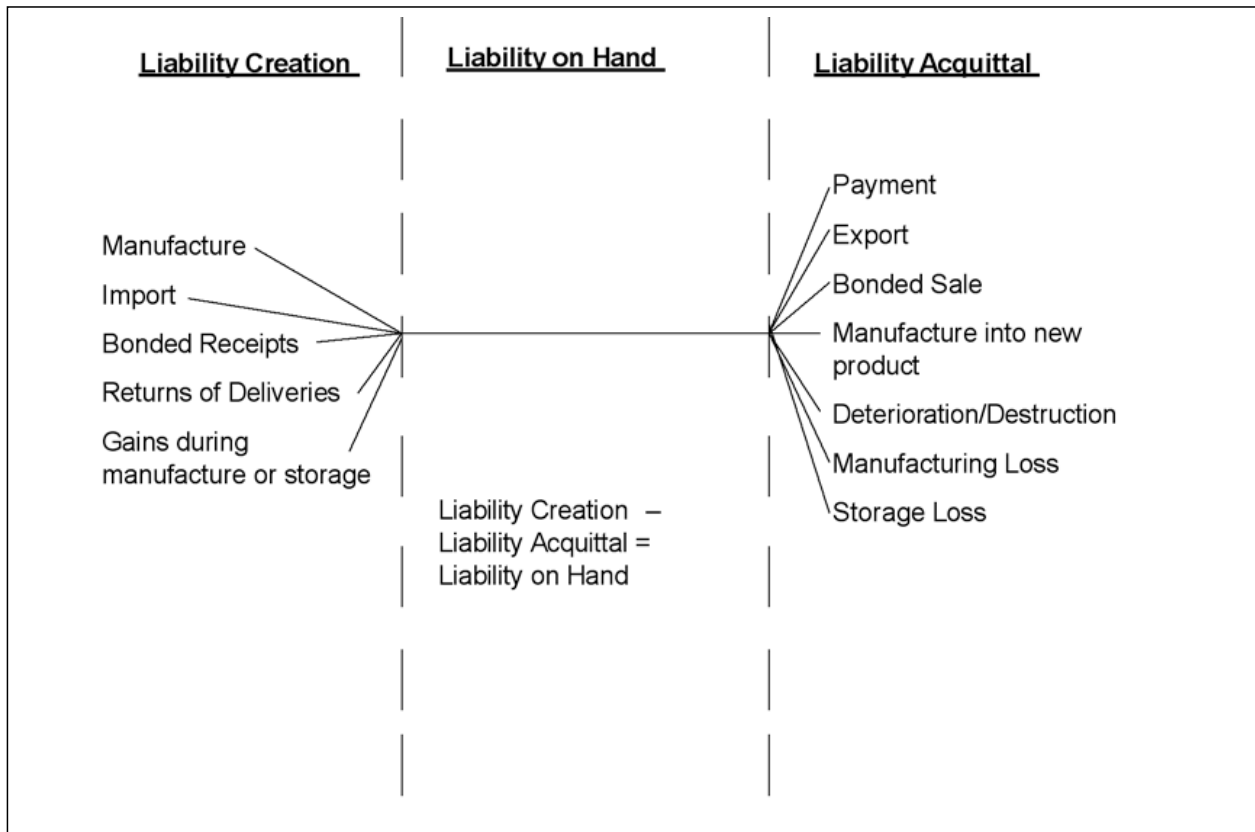 Liability Creation
Liability on Hand
Liability Acquittal
Manufacture
Import
Bonded Receipts
Returns of Deliveries
Gains during
manufacture or storage
Liability Creation –
Liability Acquittal =
Liability on Hand
Payment
Export
Bonded Sale
Manufacture into new
product
Deterioration/Destruction
Manufacturing Loss
Storage Loss